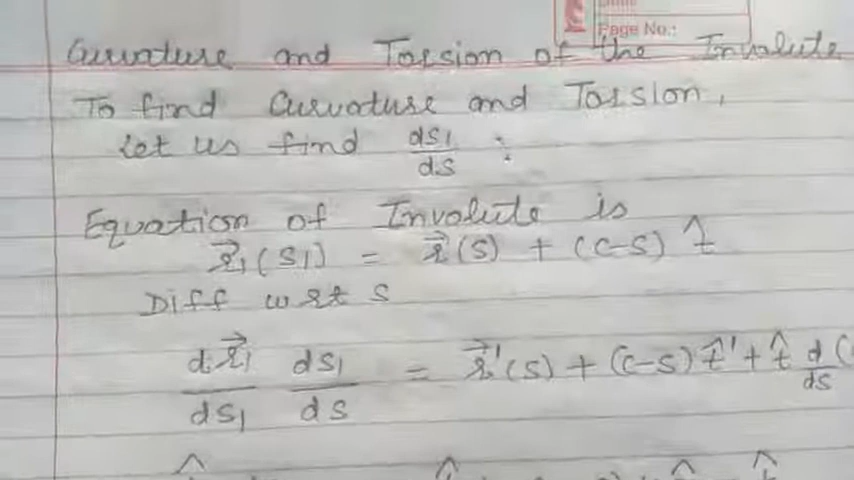 Page No.:
Curvature and Torsion of the Involute
To find Curvature and Torsion,
let us find ds₁/ds :
Equation of Involute is
r⃗₁(s₁) = r⃗(s) + (c-s) t̂
Diff w r t s
dr⃗₁/ds₁ ds₁/ds = r⃗'(s) + (c-s) t̂' + t̂ d/ds (